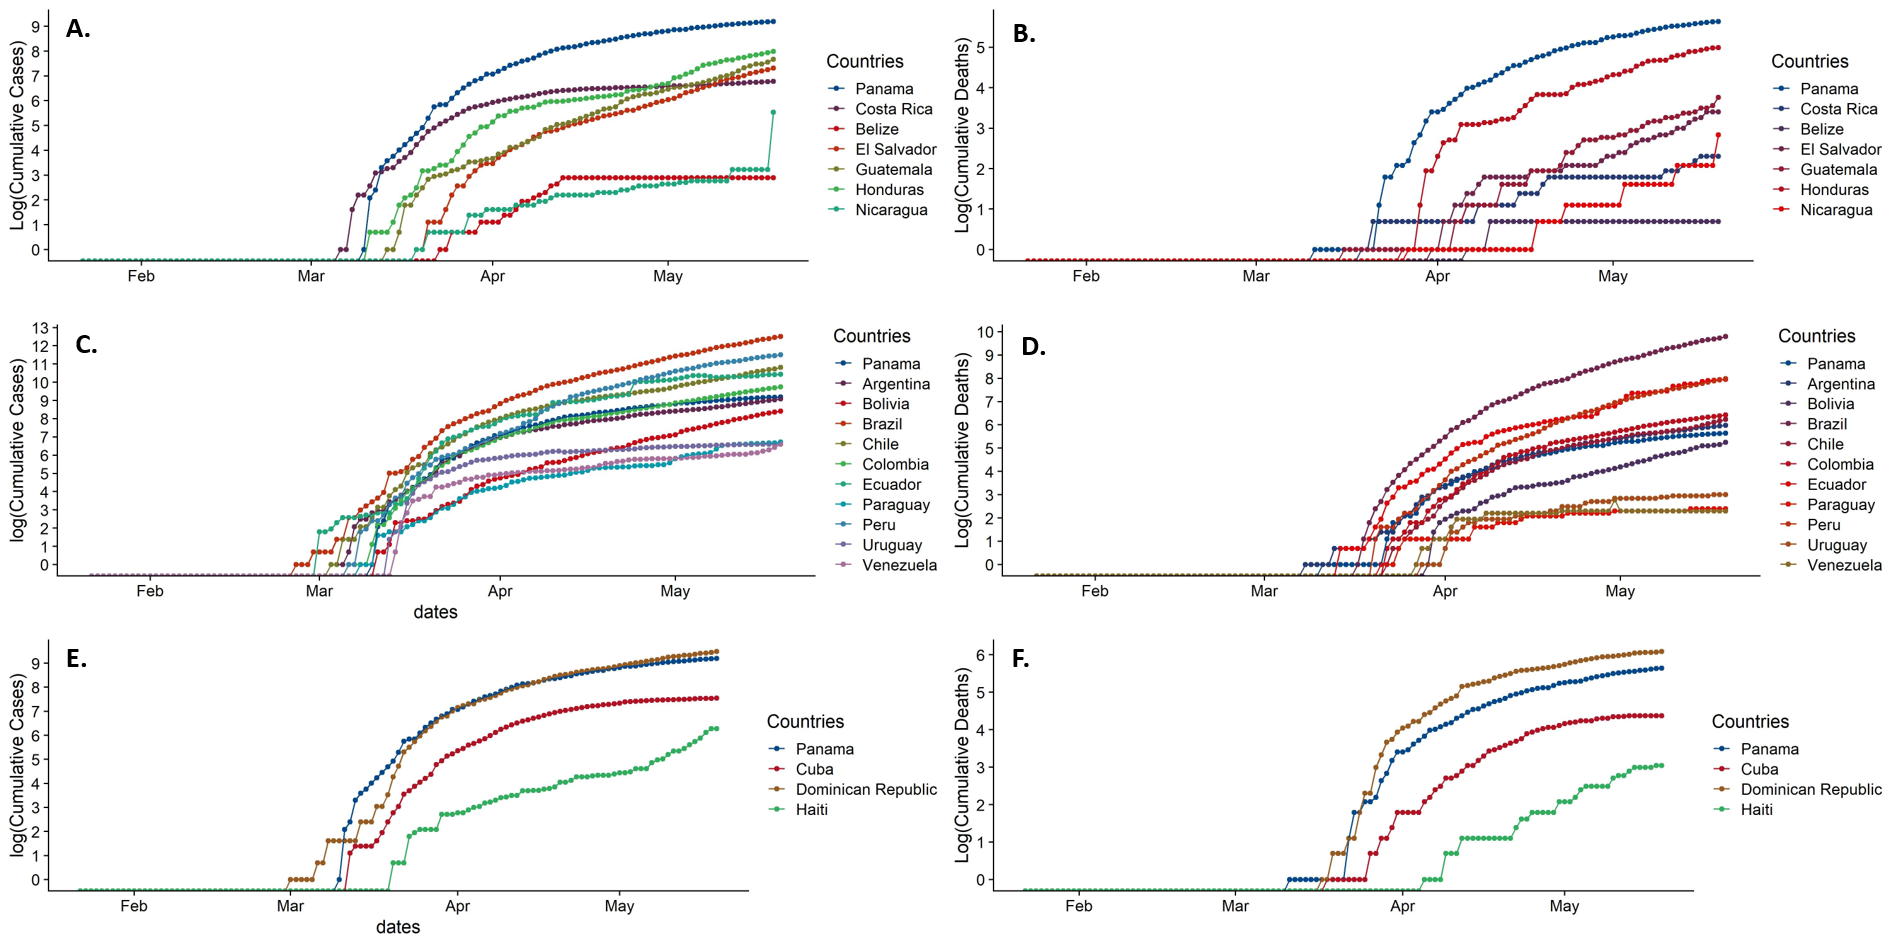 A.
Log(Cumulative Cases)
9
8
7
6
5
4
3
2
1
0
Feb
Mar
Apr
May
Countries
Panama
Costa Rica
Belize
El Salvador
Guatemala
Honduras
Nicaragua
B.
Log(Cumulative Deaths)
5
4
3
2
1
0
Feb
Mar
Apr
May
Countries
Panama
Costa Rica
Belize
El Salvador
Guatemala
Honduras
Nicaragua
C.
log(Cumulative Cases)
13
12
11
10
9
8
7
6
5
4
3
2
1
0
Feb
Mar
Apr
May
dates
Countries
Panama
Argentina
Bolivia
Brazil
Chile
Colombia
Ecuador
Paraguay
Peru
Uruguay
Venezuela
D.
Log(Cumulative Deaths)
10
9
8
7
6
5
4
3
2
1
0
Feb
Mar
Apr
May
Countries
Panama
Argentina
Bolivia
Brazil
Chile
Colombia
Ecuador
Paraguay
Peru
Uruguay
Venezuela
E.
log(Cumulative Cases)
9
8
7
6
5
4
3
2
1
0
Feb
Mar
Apr
May
dates
Countries
Panama
Cuba
Dominican Republic
Haiti
F.
Log(Cumulative Deaths)
6
5
4
3
2
1
0
Feb
Mar
Apr
May
Countries
Panama
Cuba
Dominican Republic
Haiti